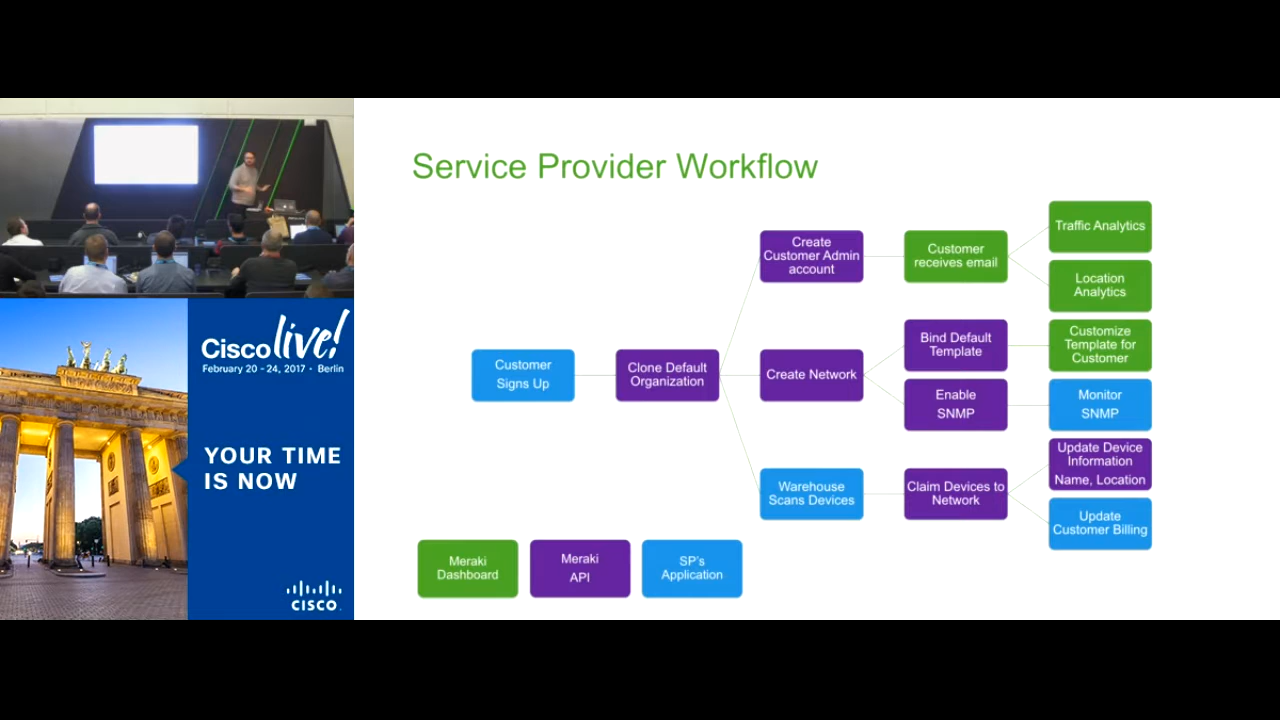 Service Provider Workflow
Traffic Analytics
Create
Customer Admin
account
Customer
receives email
Location
Analytics
Customer
Signs Up
Clone Default
Organization
Create Network
Bind Default
Template
Customize
Template for
Customer
Enable
SNMP
Monitor
SNMP
Warehouse
Scans Devices
Claim Devices to
Network
Update Device
Information
Name, Location
Update
Customer Billing
Meraki
Dashboard
Meraki
API
SP's
Application
Cisco live!
February 20 - 24, 2017 • Berlin
YOUR TIME
IS NOW
CISCO